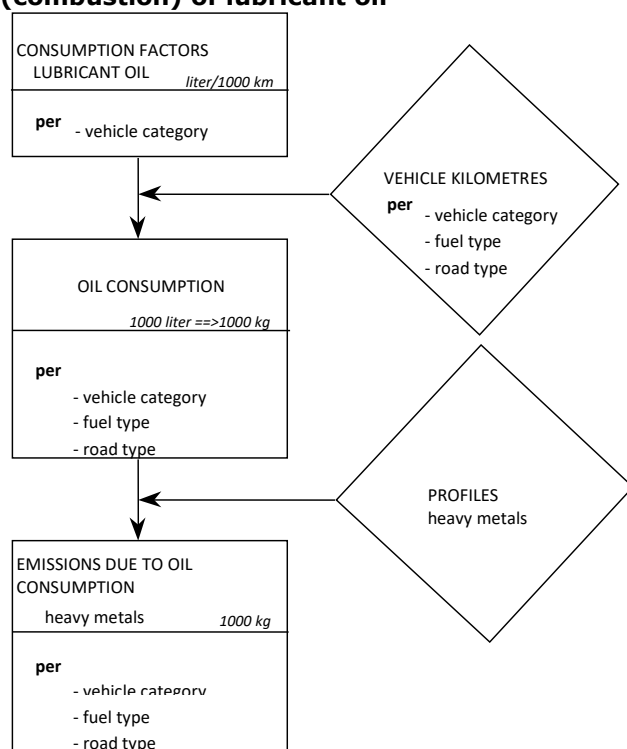 (combustion) of lubricant oil
CONSUMPTION FACTORS
LUBRICANT OIL
liter/1000 km
per
- vehicle category
VEHICLE KILOMETRES
per
- vehicle category
- fuel type
- road type
OIL CONSUMPTION
1000 liter ==>1000 kg
per
- vehicle category
- fuel type
- road type
PROFILES
heavy metals
EMISSIONS DUE TO OIL
CONSUMPTION
heavy metals
1000 kg
per
- vehicle category
- fuel type
- road type